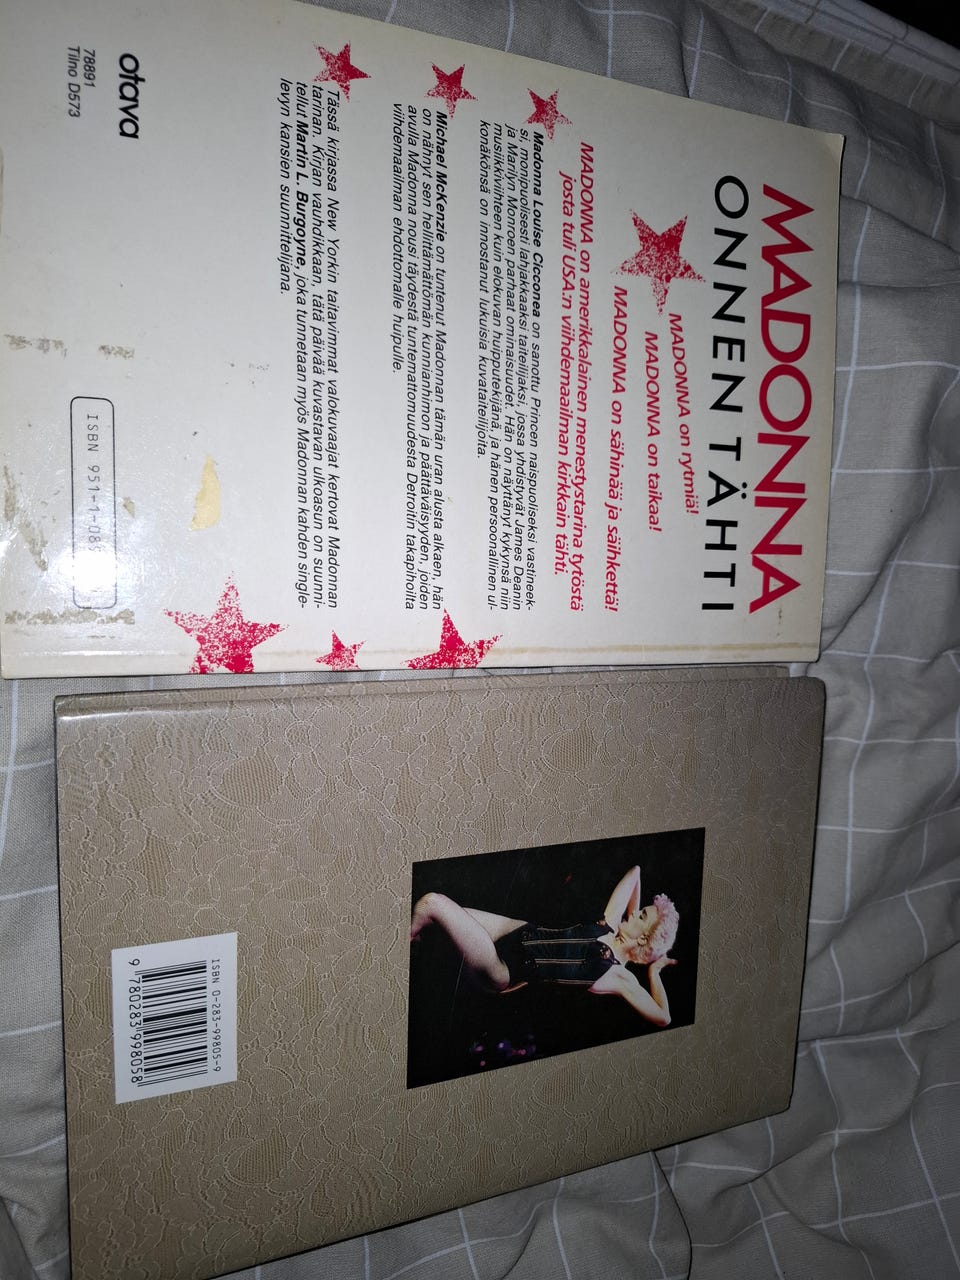 MADONNA
ONNEN TÄHTI
MADONNA on rytmiä!
MADONNA on taikaa!
MADONNA on sähinää ja säihkettä!
MADONNA on amerikkalainen menestystarina tytöstä
josta tuli USA:n viihdemaailman kirkkain tähti.
Madonna Louise Cicconea on sanottu Princen naispuoliseksi vastineek-
si, monipuolisesti lahjakkaaksi taiteilijaksi, jossa yhdistyvät James Deanin
ja Marilyn Monroen parhaat ominaisuudet. Hän on näyttänyt kykynsä niin
musiikkiviihteen kuin elokuvan huipputekijänä, ja hänen persoonallinen ul-
konäkönsä on innostanut lukuisia kuvataiteilijoita.
Michael McKenzie on tuntenut Madonnan tämän uran alusta alkaen, hän
on nähnyt sen hellittämättömän kunnianhimon ja päättäväisyyden, joiden
avulla Madonna nousi täydestä tuntemattomuudesta Detroitin takapihoilta
viihdemaailman ehdottomalle huipulle.
Tässä kirjassa New Yorkin taitavimmat valokuvaajat kertovat Madonnan
tarinan. Kirjan vauhdikkaan, tätä päivää kuvastavan ulkoasun on suunni-
tellut Martin L. Burgoyne, joka tunnetaan myös Madonnan kahden single-
levyn kansien suunnittelijana.
otava
78891
Tilno D573
ISBN 951-1-08
ISBN 0-283-99805-9
9 780283 998058